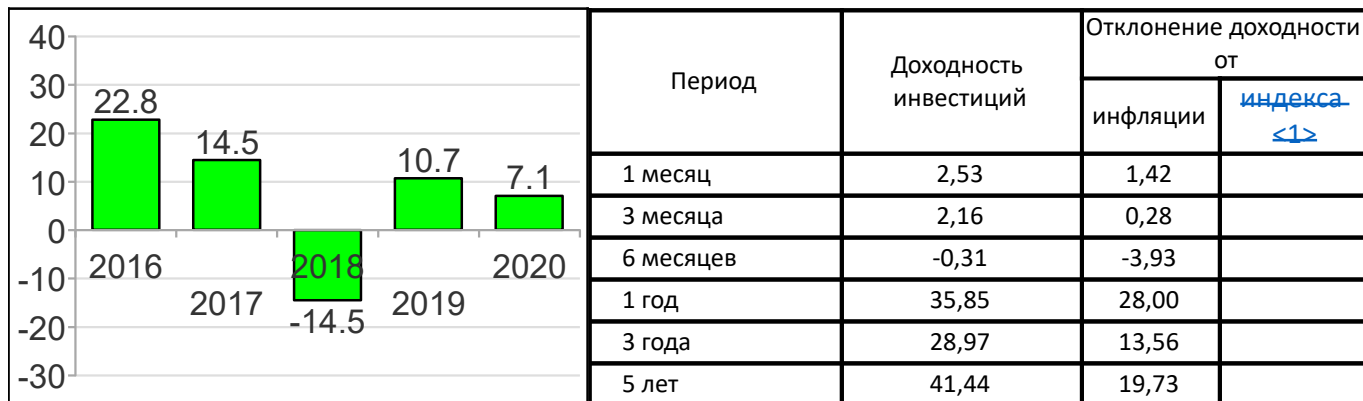 40
30
20
10
0
-10
-20
-30
22.8
14.5
-14.5
10.7
7.1
2016
2017
2018
2019
2020
Период
Доходность
инвестиций
Отклонение доходности
от
инфляции
индекса
<1>
1 месяц 2,53 1,42
3 месяца 2,16 0,28
6 месяцев -0,31 -3,93
1 год 35,85 28,00
3 года 28,97 13,56
5 лет 41,44 19,73